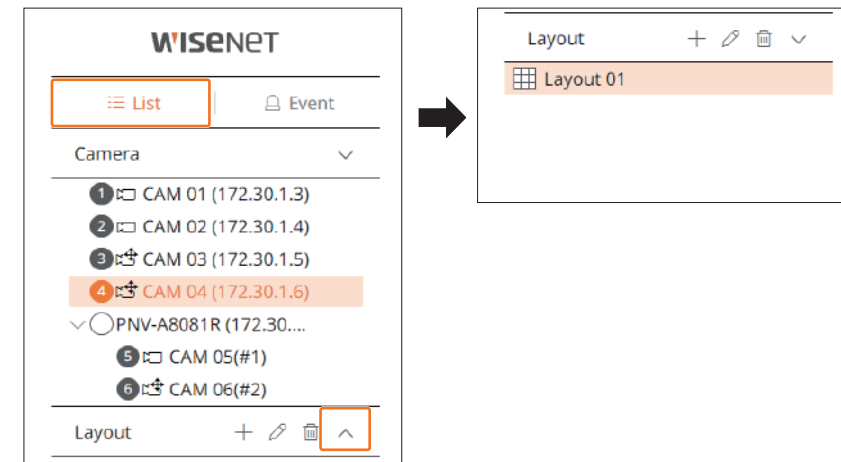 WISENET
List
Event
Camera
1 CAM 01 (172.30.1.3)
2 CAM 02 (172.30.1.4)
3 CAM 03 (172.30.1.5)
4 CAM 04 (172.30.1.6)
PNV-A8081R (172.30....
5 CAM 05(#1)
6 CAM 06(#2)
Layout
Layout
Layout 01